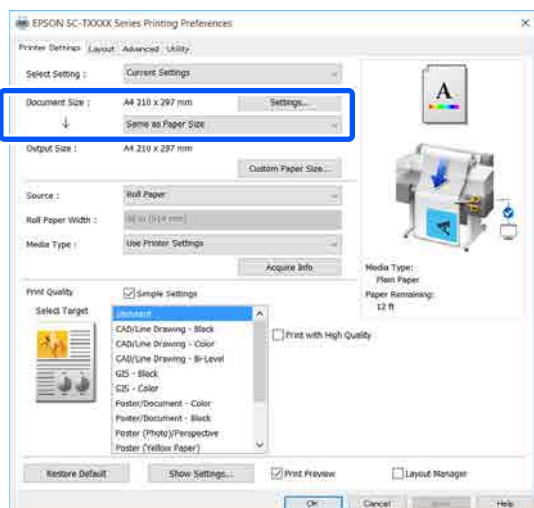 EPSON SC-TXXXX Series Printing Preferences
Printer Settings Layout Advanced Utility
Select Setting : Current Settings
Document Size : A4 210 x 297 mm Settings...
↓ Same as Paper Size
Output Size : A4 210 x 297 mm
Custom Paper Size...
Source : Roll Paper
Roll Paper Width :
Media Type : Use Printer Settings
Acquire Info
Media Type:
Plain Paper
Paper Remaining:
12 ft
Print Quality Simple Settings
Select Target
Standard
CAD/Line Drawing - Black
CAD/Line Drawing - Color
CAD/Line Drawing - Bi-Level
GIS - Black
GIS - Color
Poster/Document - Color
Poster/Document - Black
Poster (Photo)/Perspective
Poster (Yellow Paper)
Print with High Quality
Restore Default Show Settings... Print Preview Layout Manager
OK Cancel Help
A
A